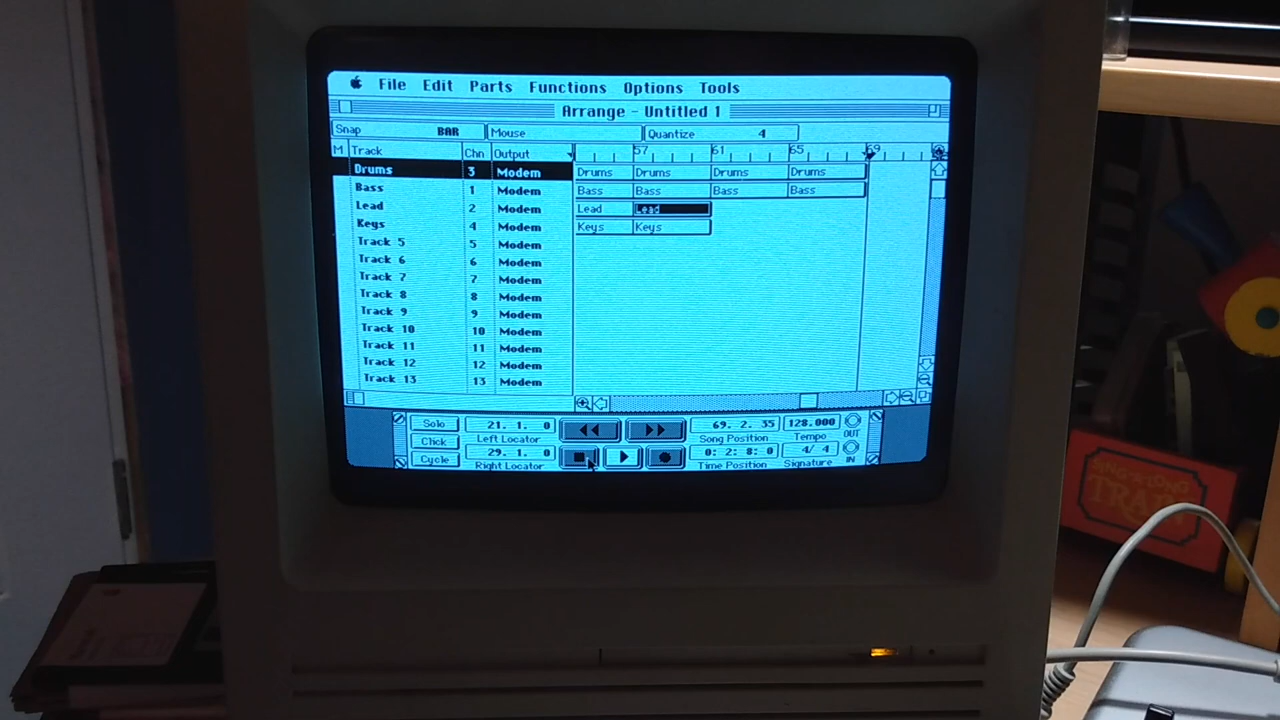 File Edit Parts Functions Options Tools
Arrange - Untitled 1
Snap BAR Mouse Quantize 4
M Track Chn Output 57 61 65 69
Drums 3 Modem Drums Drums Drums Drums
Bass 1 Modem Bass Bass Bass Bass
Lead 2 Modem Lead Lead
Keys 4 Modem Keys Keys
Track 5 5 Modem
Track 6 6 Modem
Track 7 7 Modem
Track 8 8 Modem
Track 9 9 Modem
Track 10 10 Modem
Track 11 11 Modem
Track 12 12 Modem
Track 13 13 Modem
Solo 21. 1. 0 69. 2. 35 128.000
Click Left Locator Song Position Tempo OUT
Cycle 29. 1. 0 0: 2: 8: 0 4/ 4
Right Locator Time Position Signature IN
SING-A-LONG
TRAIN